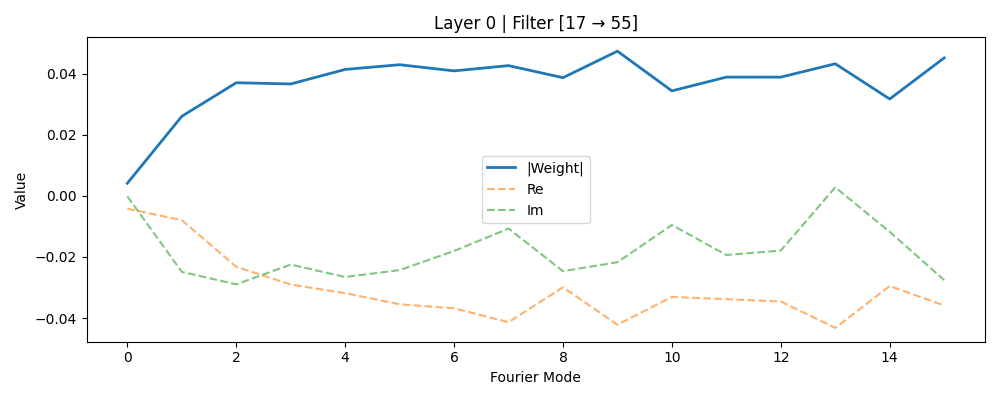 Layer 0 | Filter [17 → 55]
Value
0.04
0.02
0.00
−0.02
−0.04
|Weight|
Re
Im
0 2 4 6 8 10 12 14
Fourier Mode